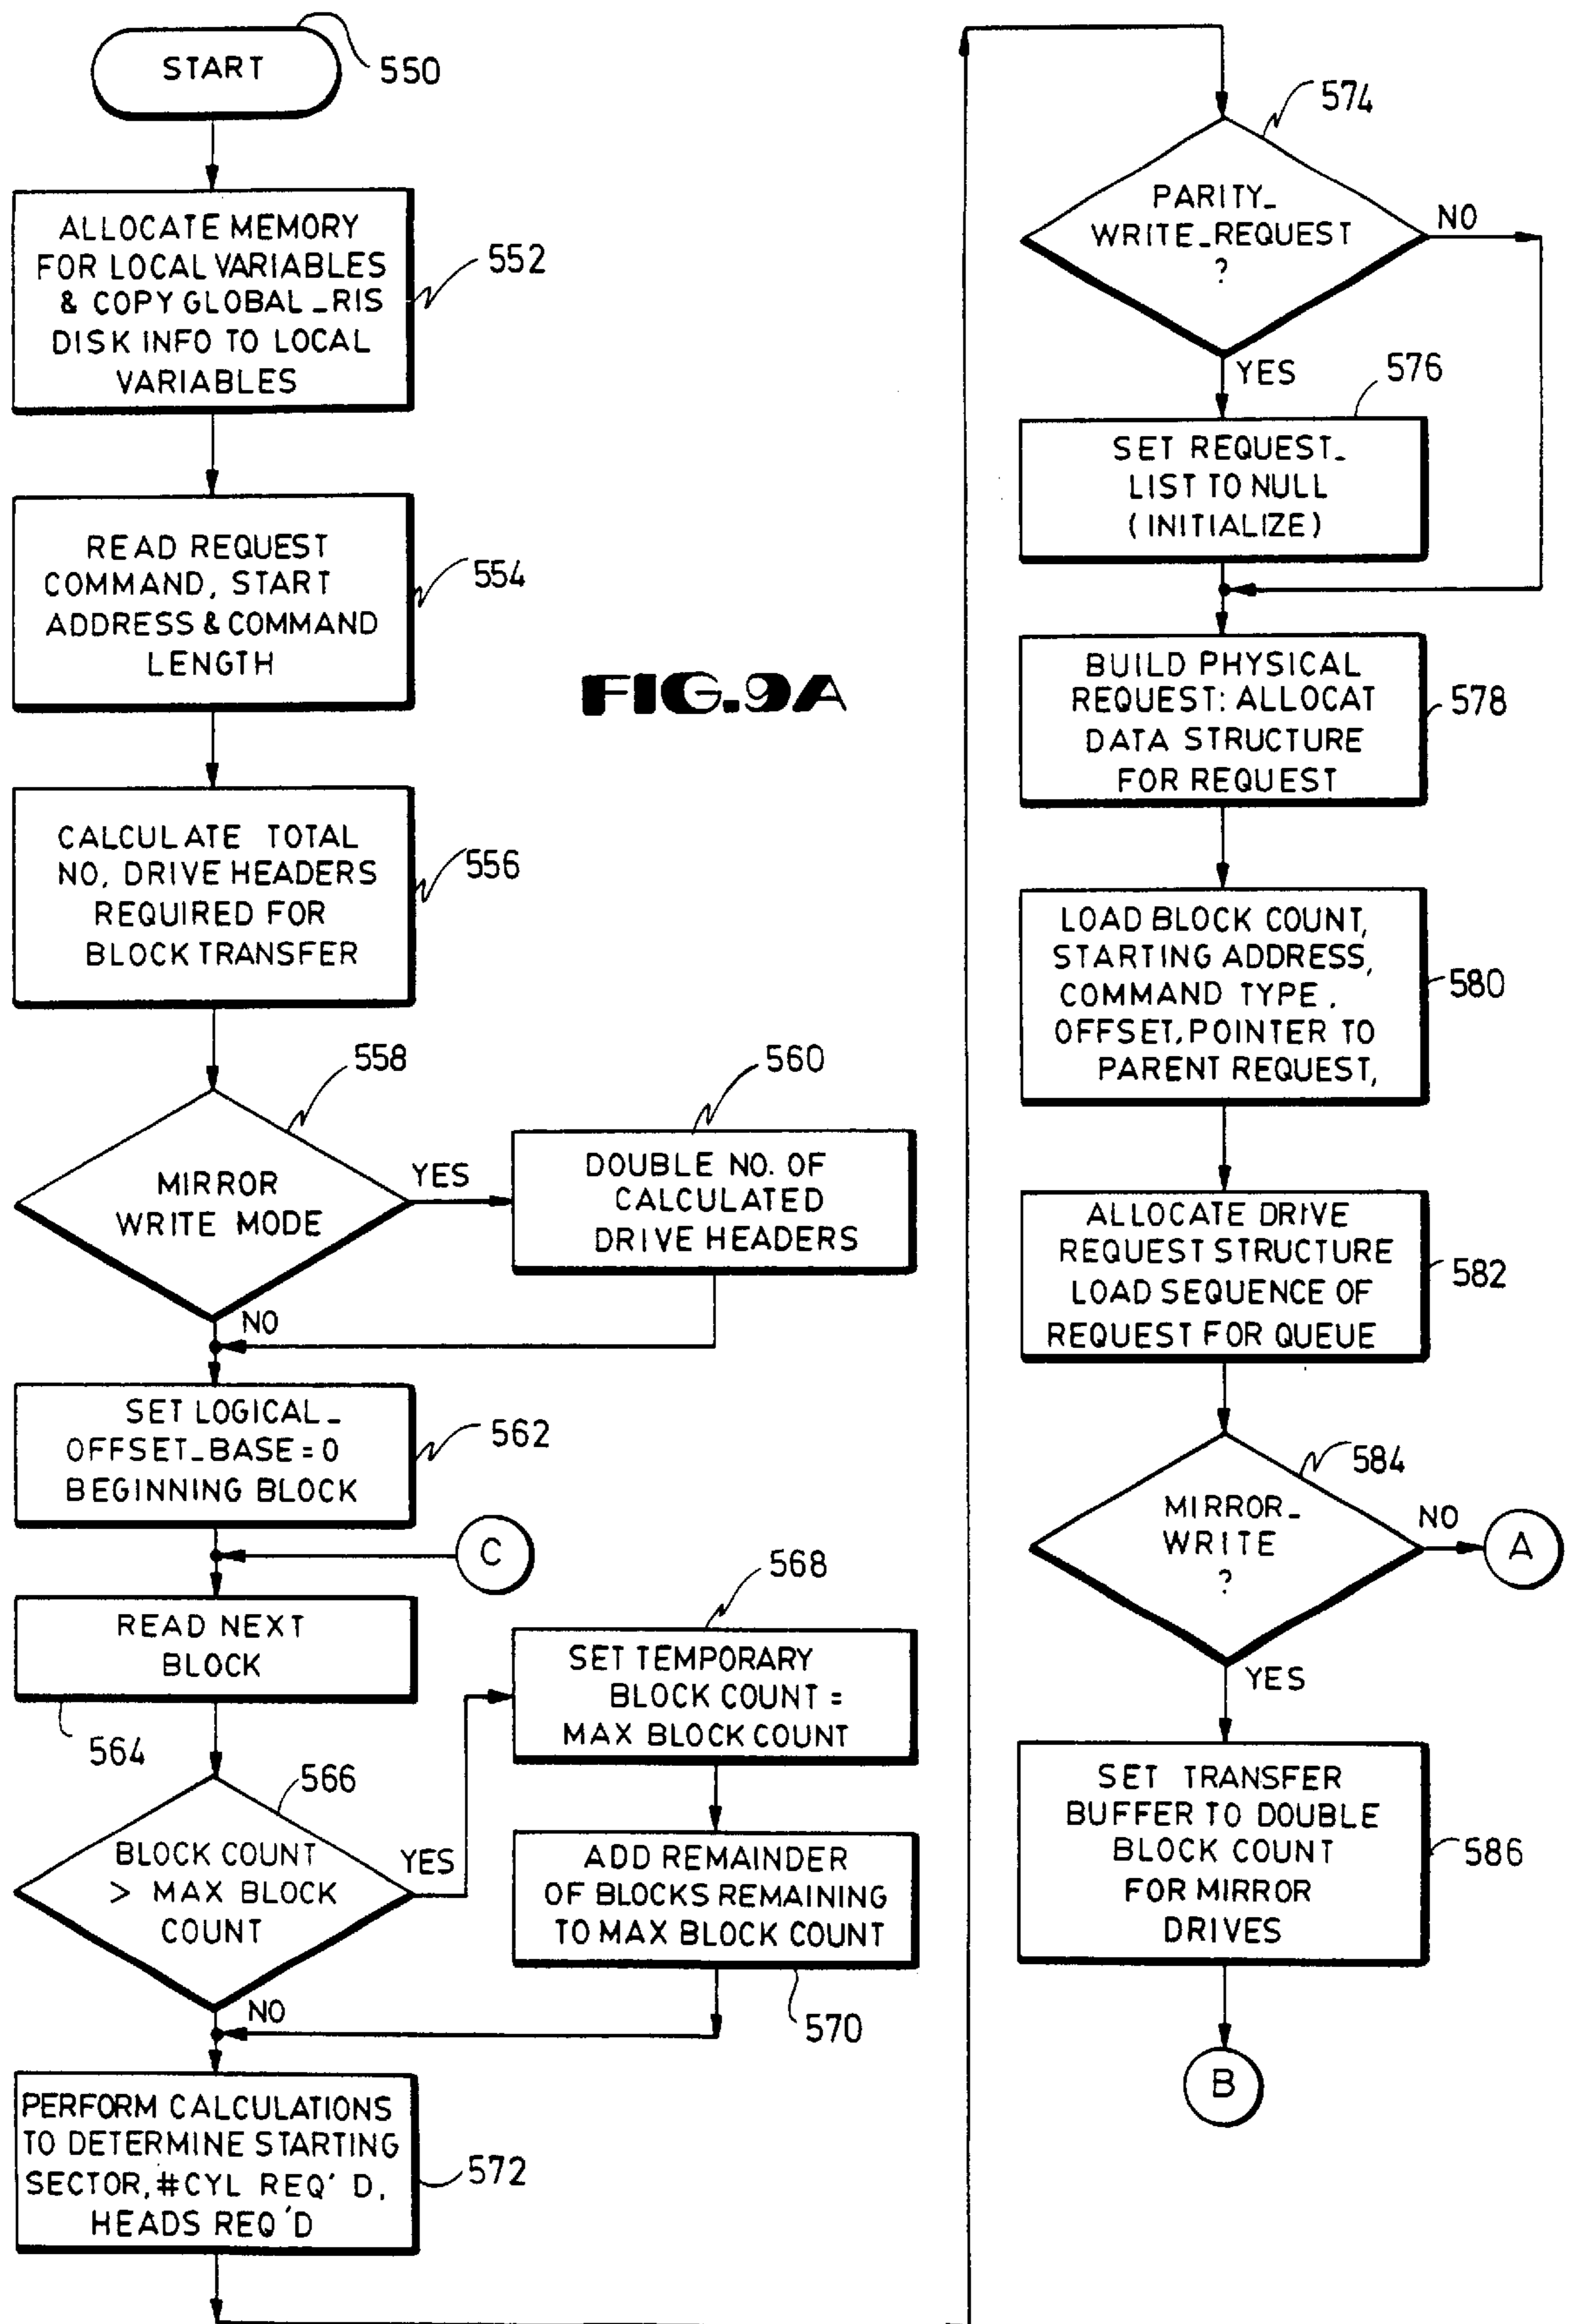 START
550
ALLOCATE MEMORY
FOR LOCAL VARIABLES
& COPY GLOBAL_RIS
DISK INFO TO LOCAL
VARIABLES
552
READ REQUEST
COMMAND, START
ADDRESS & COMMAND
LENGTH
554
CALCULATE TOTAL
NO. DRIVE HEADERS
REQUIRED FOR
BLOCK TRANSFER
556
MIRROR
WRITE MODE
558
YES
NO
DOUBLE NO. OF
CALCULATED
DRIVE HEADERS
560
SET LOGICAL_
OFFSET_BASE = 0
BEGINNING BLOCK
562
C
READ NEXT
BLOCK
564
BLOCK COUNT
> MAX BLOCK
COUNT
566
YES
NO
SET TEMPORARY
BLOCK COUNT =
MAX BLOCK COUNT
568
ADD REMAINDER
OF BLOCKS REMAINING
TO MAX BLOCK COUNT
570
PERFORM CALCULATIONS
TO DETERMINE STARTING
SECTOR, #CYL REQ'D,
HEADS REQ'D
572
FIG.9A
PARITY_
WRITE_REQUEST
?
574
NO
YES
SET REQUEST_
LIST TO NULL
(INITIALIZE)
576
BUILD PHYSICAL
REQUEST: ALLOCAT
DATA STRUCTURE
FOR REQUEST
578
LOAD BLOCK COUNT,
STARTING ADDRESS,
COMMAND TYPE,
OFFSET, POINTER TO
PARENT REQUEST,
580
ALLOCATE DRIVE
REQUEST STRUCTURE
LOAD SEQUENCE OF
REQUEST FOR QUEUE
582
MIRROR_
WRITE
?
584
NO
A
YES
SET TRANSFER
BUFFER TO DOUBLE
BLOCK COUNT
FOR MIRROR
DRIVES
586
B